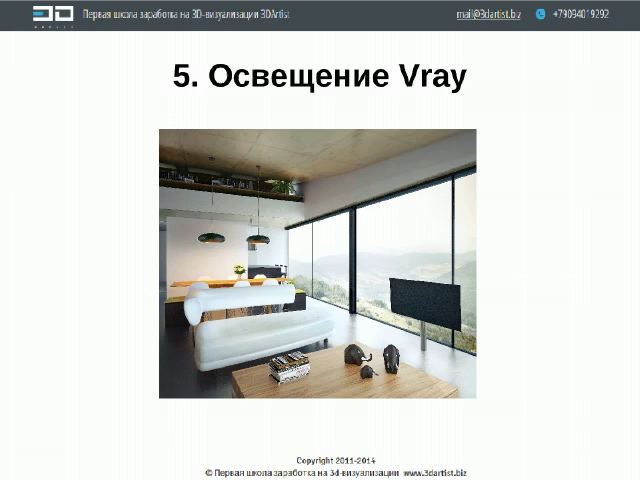 3D
Первая школа заработка на 3D-визуализации 3DArtist
mail@3dartist.biz
+79094019292
5. Освещение Vray
Copyright 2011-2014
© Первая школа заработка на 3d-визуализации www.3dartist.biz